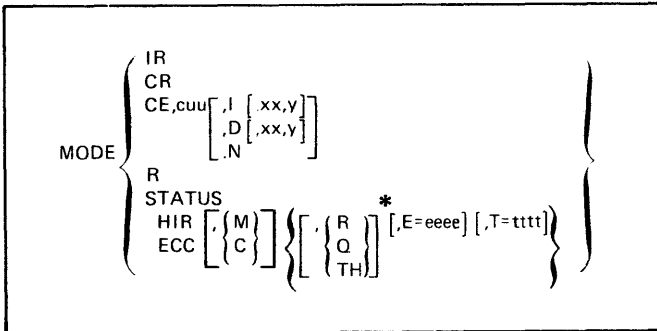 IR
CR
CE,cuu[,I [.xx,y]
,D [,xx,y]
.N]
MODE
R
STATUS
*
HIR [,{M {[,{R [,E=eeee] [,T=tttt]}
ECC C}] Q
TH}]